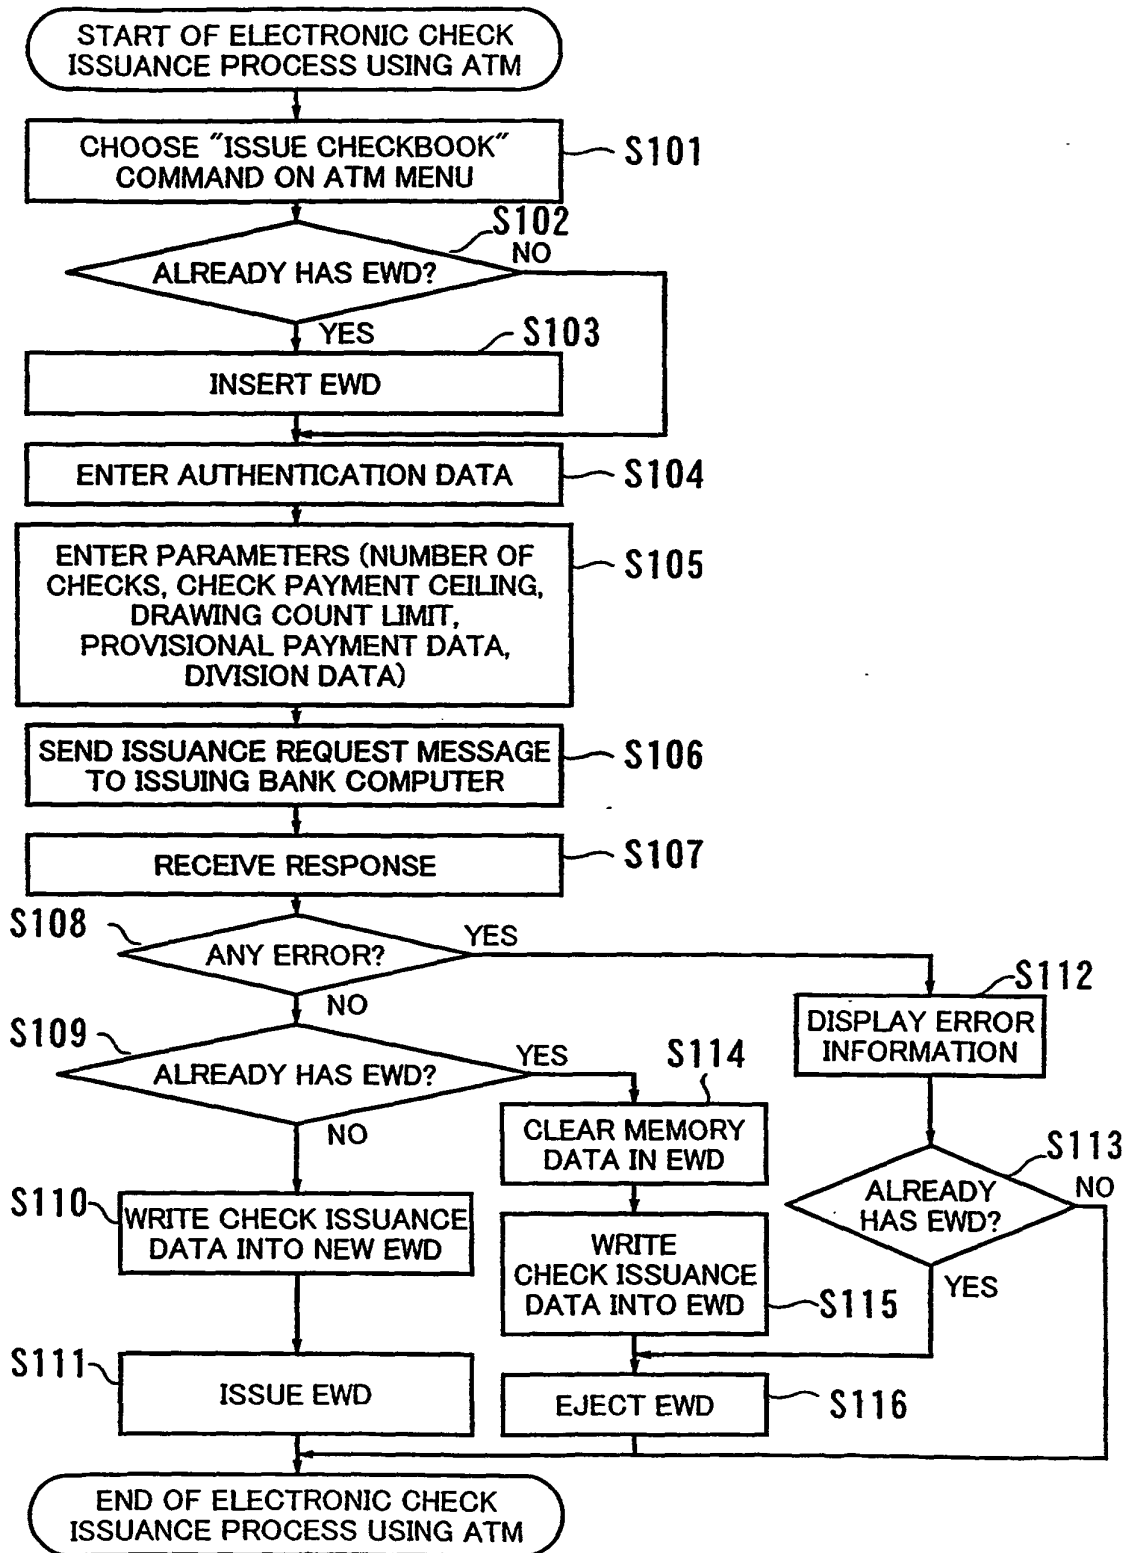 START OF ELECTRONIC CHECK
ISSUANCE PROCESS USING ATM
CHOOSE "ISSUE CHECKBOOK"
COMMAND ON ATM MENU
S101
S102
ALREADY HAS EWD?
NO
YES
S103
INSERT EWD
ENTER AUTHENTICATION DATA
S104
ENTER PARAMETERS (NUMBER OF
CHECKS, CHECK PAYMENT CEILING,
DRAWING COUNT LIMIT,
PROVISIONAL PAYMENT DATA,
DIVISION DATA)
S105
SEND ISSUANCE REQUEST MESSAGE
TO ISSUING BANK COMPUTER
S106
RECEIVE RESPONSE
S107
S108
ANY ERROR?
YES
NO
S112
DISPLAY ERROR
INFORMATION
S109
ALREADY HAS EWD?
YES
NO
S114
CLEAR MEMORY
DATA IN EWD
S113
ALREADY
HAS EWD?
NO
YES
S110
WRITE CHECK ISSUANCE
DATA INTO NEW EWD
WRITE
CHECK ISSUANCE
DATA INTO EWD
S115
S111
ISSUE EWD
EJECT EWD
S116
END OF ELECTRONIC CHECK
ISSUANCE PROCESS USING ATM